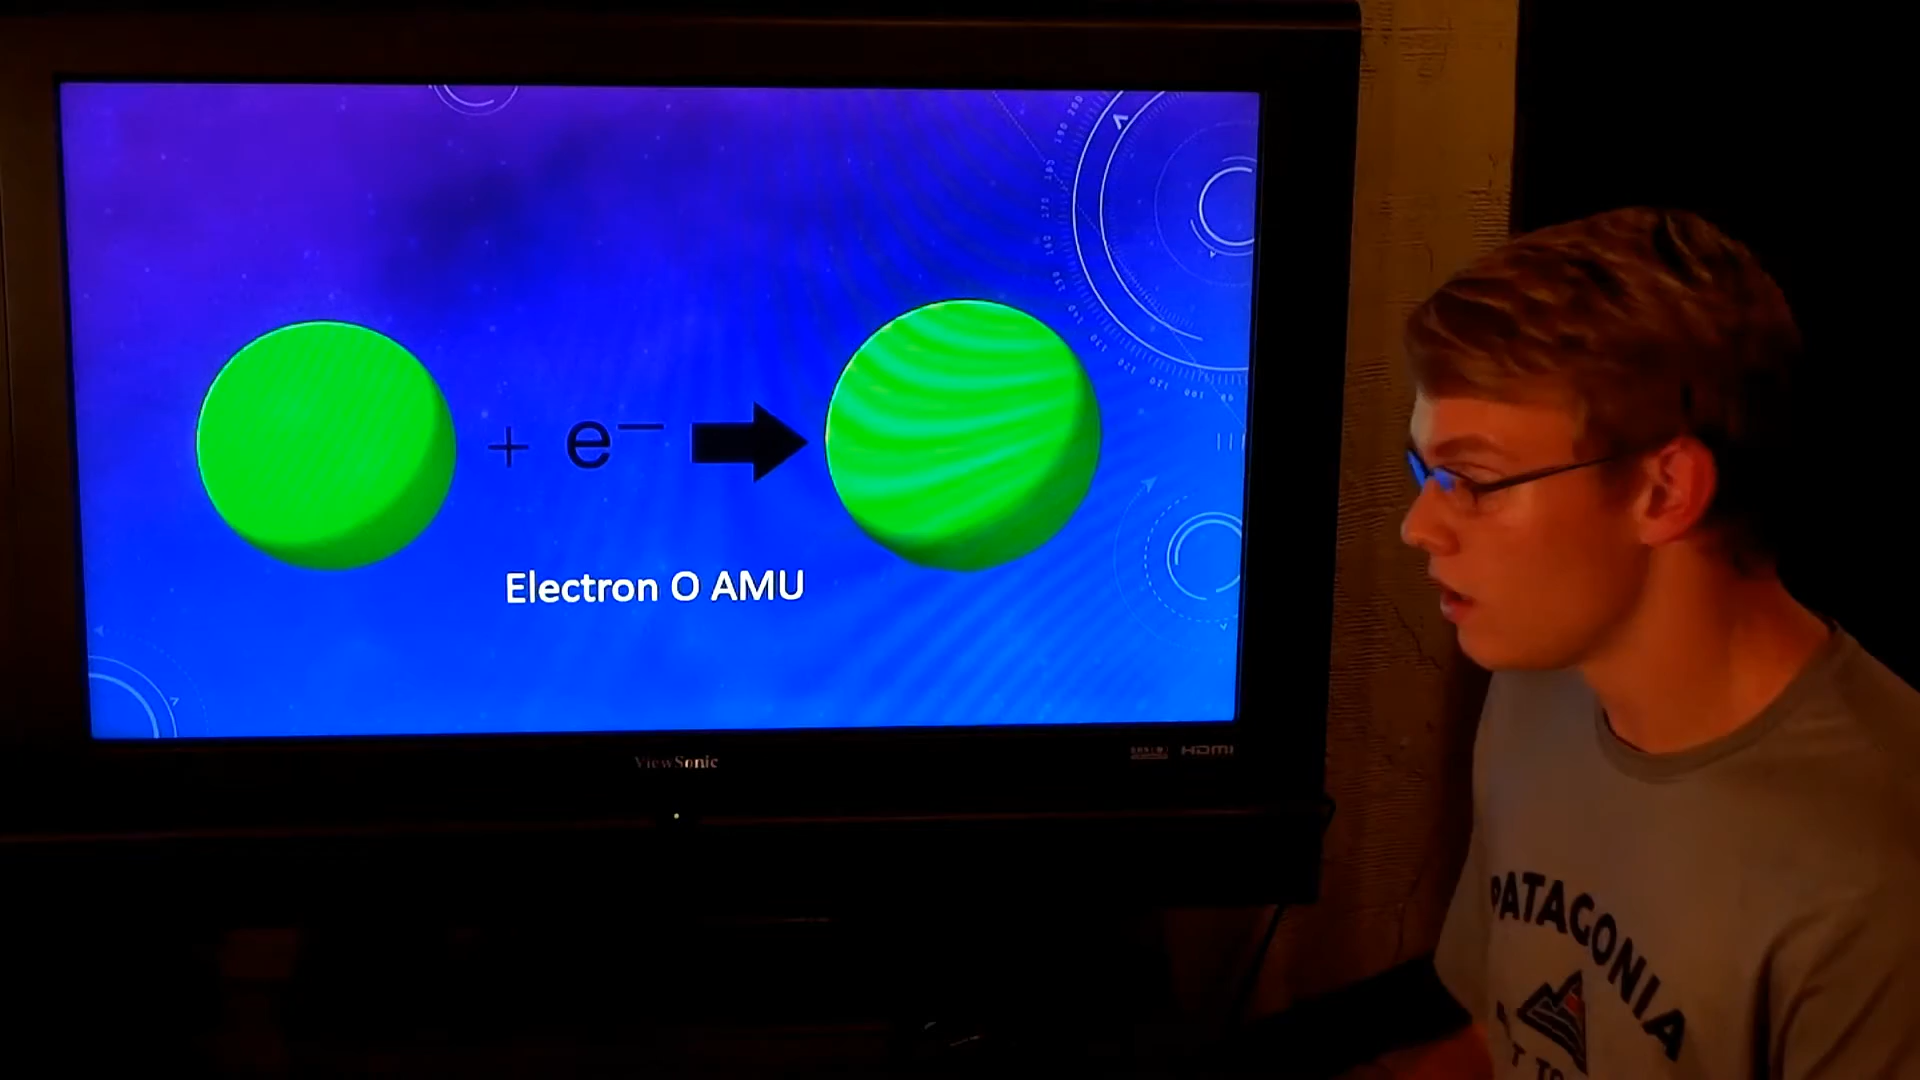 + e⁻
Electron O AMU
ViewSonic
HDMI
PATAGONIA